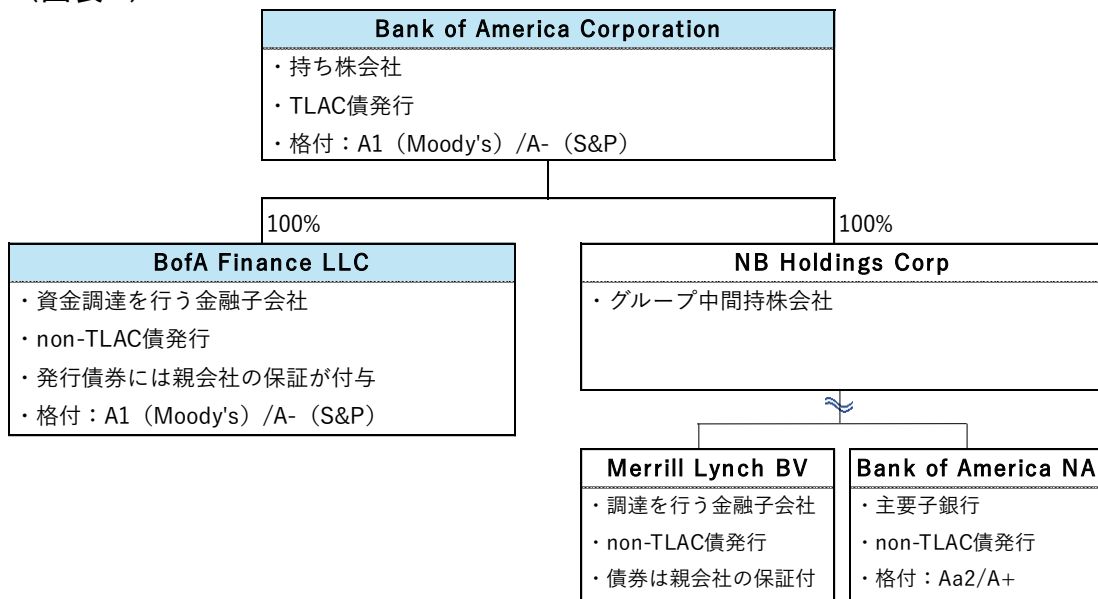 Bank of America Corporation
・持ち株会社
・TLAC債発行
・格付：A1（Moody's）/A-（S&P）
100%
100%
BofA Finance LLC
・資金調達を行う金融子会社
・non-TLAC債発行
・発行債券には親会社の保証が付与
・格付：A1（Moody's）/A-（S&P）
NB Holdings Corp
・グループ中間持株会社
Merrill Lynch BV
・調達を行う金融子会社
・non-TLAC債発行
・債券は親会社の保証付
Bank of America NA
・主要子銀行
・non-TLAC債発行
・格付：Aa2/A+